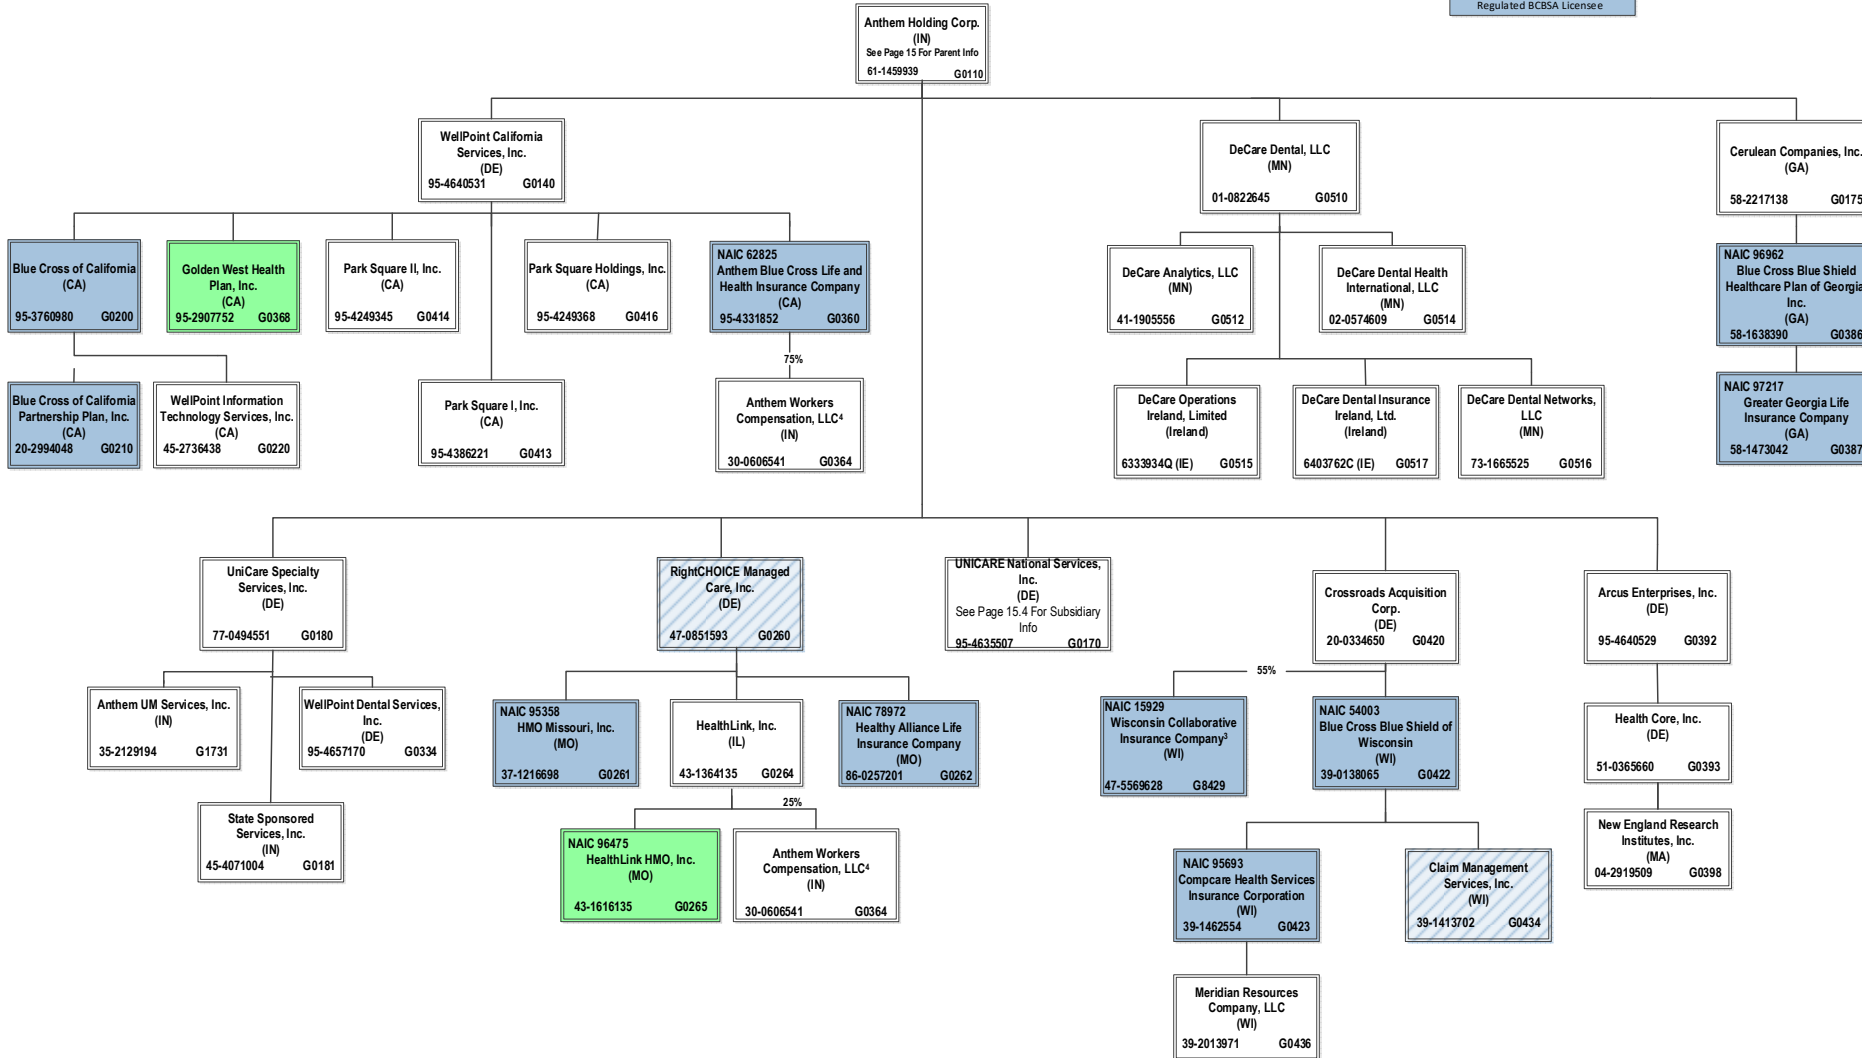 Regulated BCBSA Licensee
Anthem Holding Corp.
(IN)
See Page 15 For Parent Info
61-1459939 G0110
WellPoint California
Services, Inc.
(DE)
95-4640531 G0140
DeCare Dental, LLC
(MN)
01-0822645 G0510
Cerulean Companies, Inc.
(GA)
58-2217138 G0175
Blue Cross of California
(CA)
95-3760980 G0200
Golden West Health
Plan, Inc.
(CA)
95-2907752 G0368
Park Square II, Inc.
(CA)
95-4249345 G0414
Park Square Holdings, Inc.
(CA)
95-4249368 G0416
NAIC 62825
Anthem Blue Cross Life and
Health Insurance Company
(CA)
95-4331852 G0360
DeCare Analytics, LLC
(MN)
41-1905556 G0512
DeCare Dental Health
International, LLC
(MN)
02-0574609 G0514
NAIC 96962
Blue Cross Blue Shield
Healthcare Plan of Georgia
Inc.
(GA)
58-1638390 G0386
75%
Blue Cross of California
Partnership Plan, Inc.
(CA)
20-2994048 G0210
WellPoint Information
Technology Services, Inc.
(CA)
45-2736438 G0220
Park Square I, Inc.
(CA)
95-4386221 G0413
Anthem Workers
Compensation, LLC⁴
(IN)
30-0606541 G0364
DeCare Operations
Ireland, Limited
(Ireland)
6333934Q (IE) G0515
DeCare Dental Insurance
Ireland, Ltd.
(Ireland)
6403762C (IE) G0517
DeCare Dental Networks,
LLC
(MN)
73-1665525 G0516
NAIC 97217
Greater Georgia Life
Insurance Company
(GA)
58-1473042 G0387
UniCare Specialty
Services, Inc.
(DE)
77-0494551 G0180
RightCHOICE Managed
Care, Inc.
(DE)
47-0851593 G0260
UNICARE National Services,
Inc.
(DE)
See Page 15.4 For Subsidiary
Info
95-4635507 G0170
Crossroads Acquisition
Corp.
(DE)
20-0334650 G0420
Arcus Enterprises, Inc.
(DE)
95-4640529 G0392
55%
Anthem UM Services, Inc.
(IN)
35-2129194 G1731
WellPoint Dental Services,
Inc.
(DE)
95-4657170 G0334
NAIC 95358
HMO Missouri, Inc.
(MO)
37-1216698 G0261
HealthLink, Inc.
(IL)
43-1364135 G0264
NAIC 78972
Healthy Alliance Life
Insurance Company
(MO)
86-0257201 G0262
NAIC 15929
Wisconsin Collaborative
Insurance Company³
(WI)
47-5569628 G8429
NAIC 54003
Blue Cross Blue Shield of
Wisconsin
(WI)
39-0138065 G0422
Health Core, Inc.
(DE)
51-0365660 G0393
25%
State Sponsored
Services, Inc.
(IN)
45-4071004 G0181
NAIC 96475
HealthLink HMO, Inc.
(MO)
43-1616135 G0265
Anthem Workers
Compensation, LLC⁴
(IN)
30-0606541 G0364
NAIC 95693
Compcare Health Services
Insurance Corporation
(WI)
39-1462554 G0423
Claim Management
Services, Inc.
(WI)
39-1413702 G0434
New England Research
Institutes, Inc.
(MA)
04-2919509 G0398
Meridian Resources
Company, LLC
(WI)
39-2013971 G0436